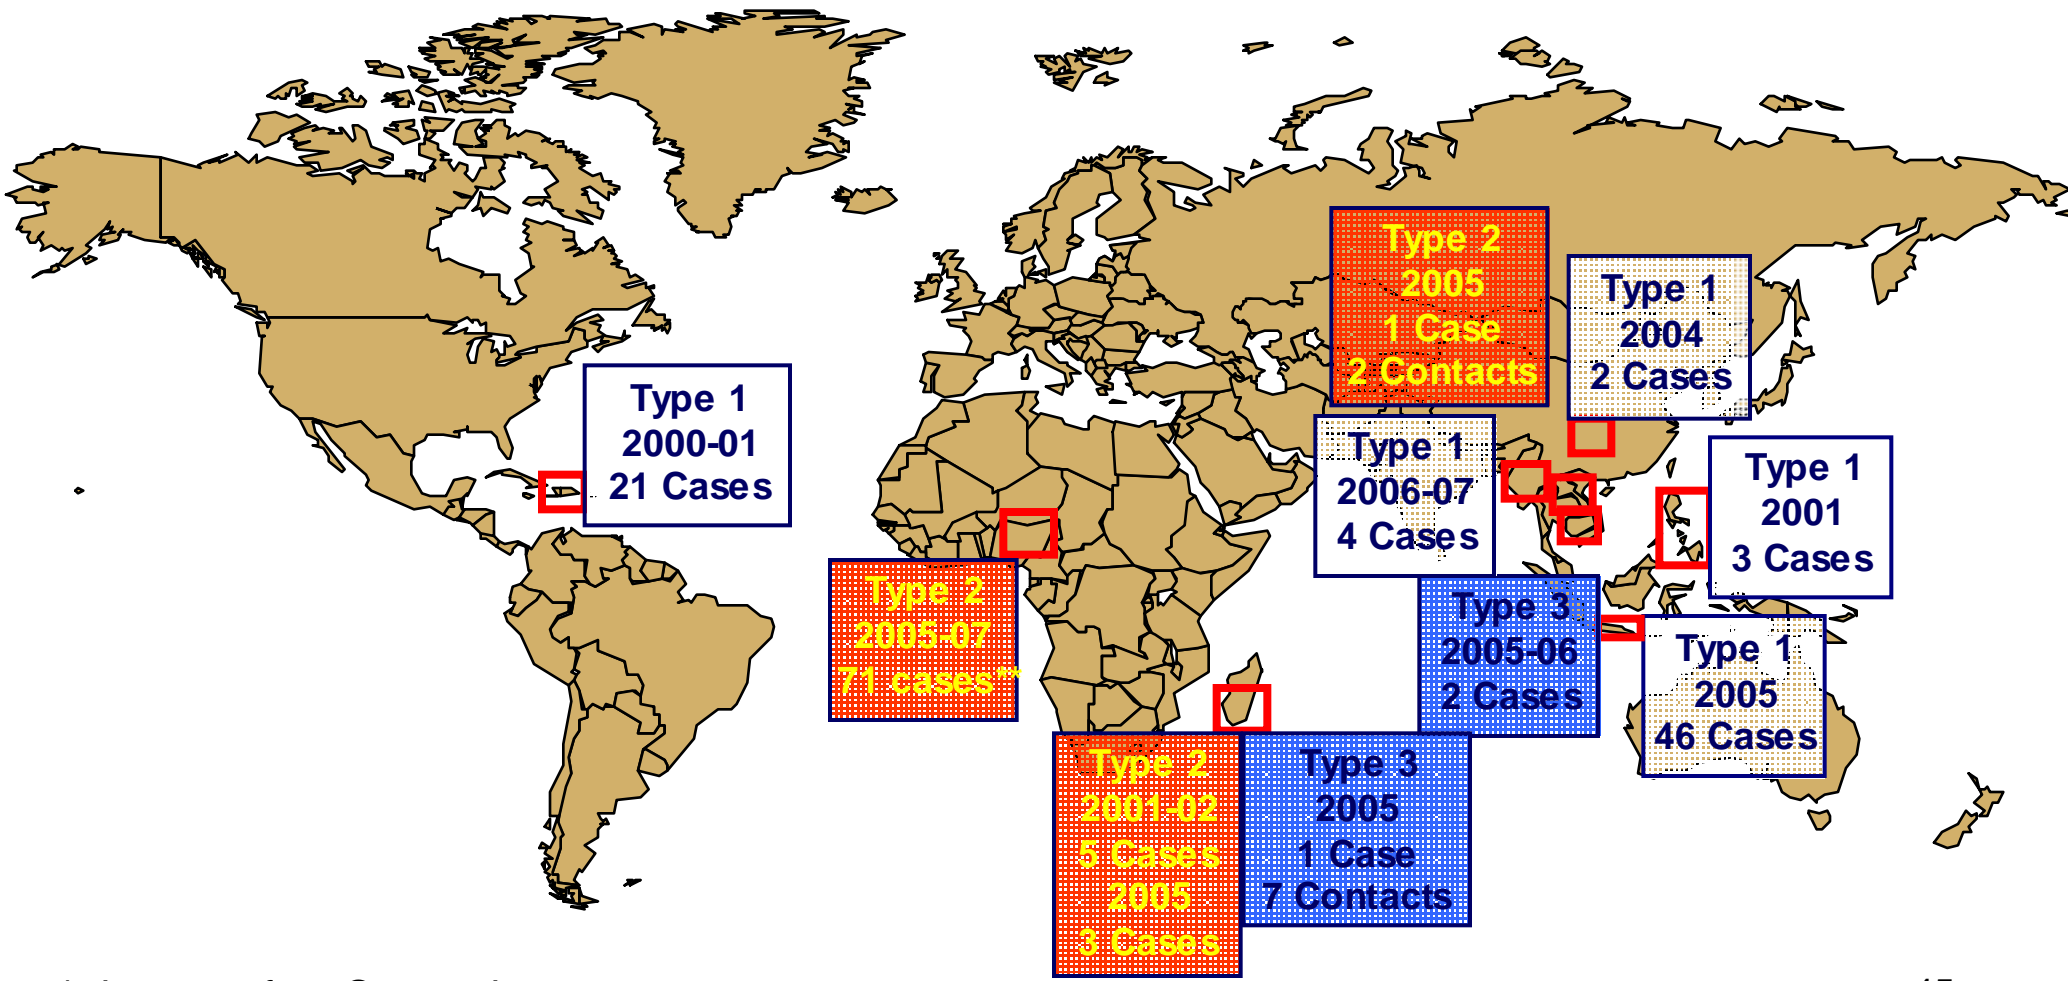 Type 2
2005
1 Case
2 Contacts
Type 1
2004
2 Cases
Type 1
2000-01
21 Cases
Type 1
2006-07
4 Cases
Type 1
2001
3 Cases
Type 2
2005-07
71 cases**
Type 3
2005-06
2 Cases
Type 1
2005
46 Cases
Type 2
2001-02
5 Cases
2005
3 Cases
Type 3
2005
1 Case
7 Contacts